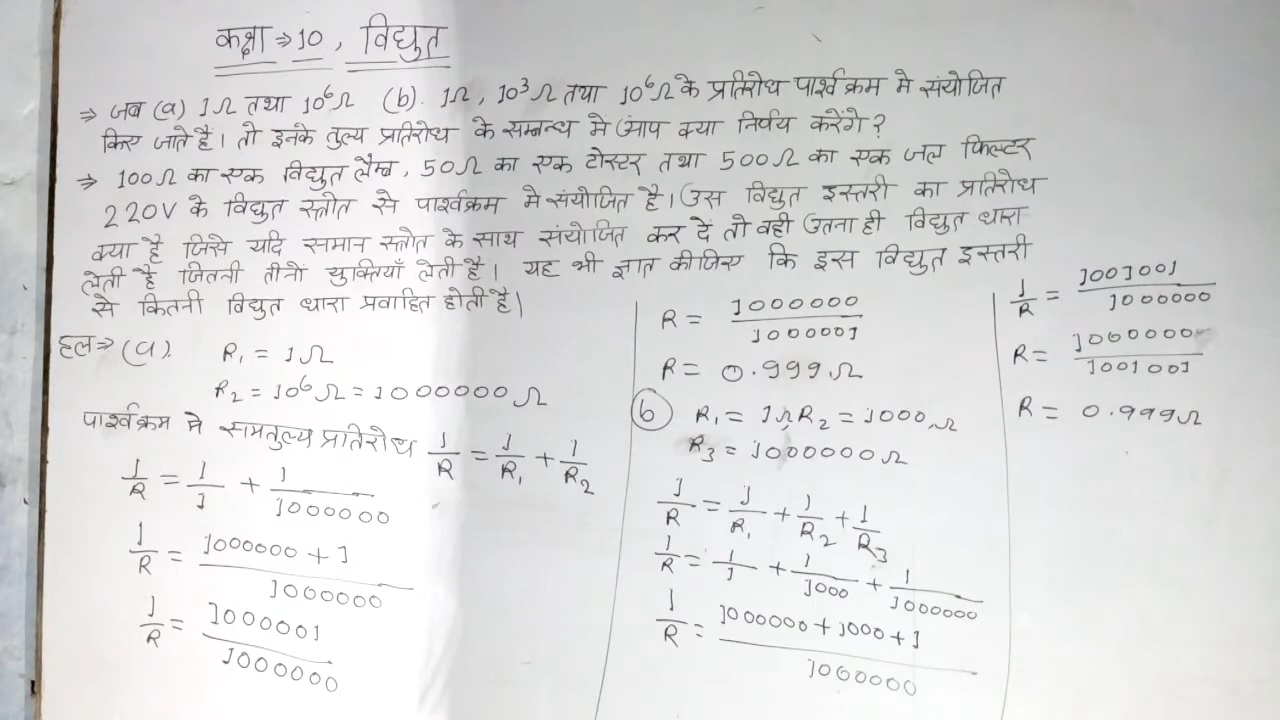 कक्षा ⇒ 10 , विद्युत
⇒ जब (a) 1Ω तथा 10⁶Ω (b). 1Ω, 10³Ω तथा 10⁶Ω के प्रतिरोध पार्श्वक्रम मे संयोजित
किए जाते हैं। तो इनके तुल्य प्रतिरोध के सम्बन्ध में आप क्या निर्णय करेंगे?
⇒ 100Ω का एक विद्युत लैम्ब, 50Ω का एक टोस्टर तथा 500Ω का एक जल फिल्टर
220V के विद्युत स्त्रोत से पार्श्वक्रम मे संयोजित है। उस विद्युत इस्तरी का प्रतिरोध
क्या है जिसे यदि समान स्त्रोत के साथ संयोजित कर दें तो वही उतना ही विद्युत धारा
लेती है जितनी तीनों युक्तियाँ लेती है। यह भी ज्ञात कीजिए कि इस विद्युत इस्तरी
से कितनी विद्युत धारा प्रवाहित होती है।
हल⇒ (a). R₁ = 1Ω
R₂ = 10⁶Ω = 1000000Ω
पार्श्वक्रम मे सामतुल्य प्रातिरोध 1/R = 1/R₁ + 1/R₂
1/R = 1/1 + 1/1000000
1/R = 1000000 + 1/1000000
1/R = 1000001/1000000
R = 1000000/1000001
R = 0.999Ω
(b) R₁ = 1Ω, R₂ = 1000Ω
R₃ = 1000000Ω
1/R = 1/R₁ + 1/R₂ + 1/R₃
1/R = 1/1 + 1/1000 + 1/1000000
1/R = 1000000 + 1000 + 1/1000000
1/R = 1001001/1000000
R = 1000000/1001001
R = 0.999Ω